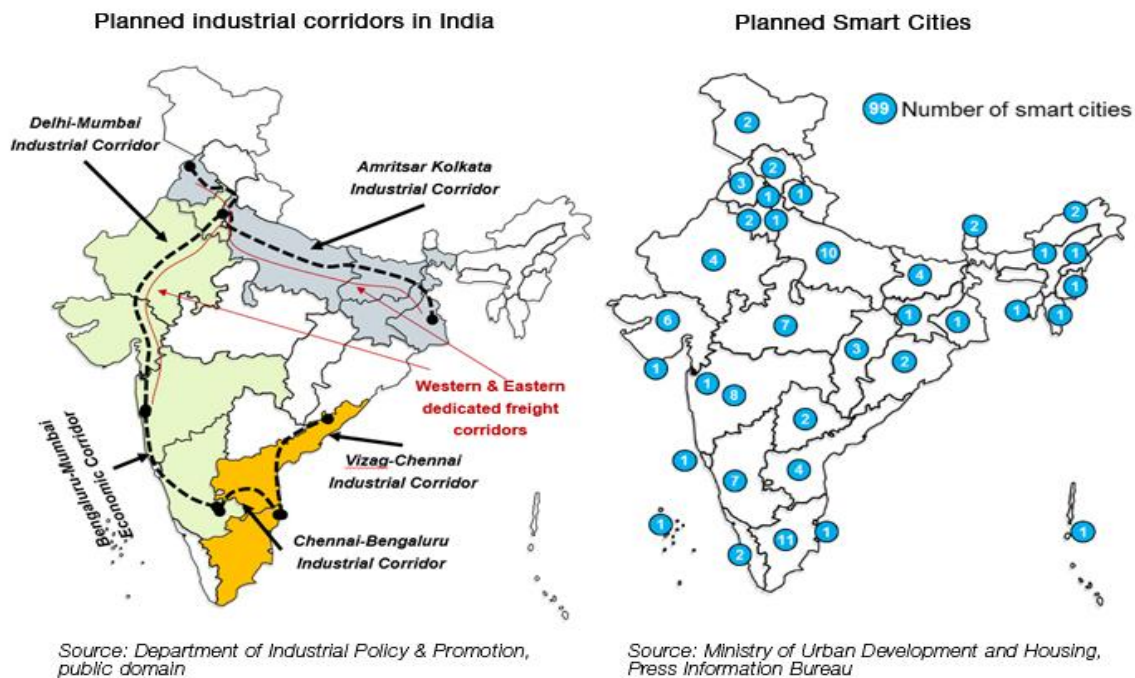 Planned industrial corridors in India
Delhi-Mumbai
Industrial Corridor
Amritsar Kolkata
Industrial Corridor
Western & Eastern
dedicated freight
corridors
Bengaluru-Mumbai
Economic Corridor
Vizag-Chennai
Industrial Corridor
Chennai-Bengaluru
Industrial Corridor
Source: Department of Industrial Policy & Promotion,
public domain
Planned Smart Cities
99 Number of smart cities
2
2
3
1
1
2
1
2
2
4
10
1
1
4
1
6
7
1
1
1
1
3
2
1
1
8
2
1
7
4
1
11
1
1
2
Source: Ministry of Urban Development and Housing,
Press Information Bureau